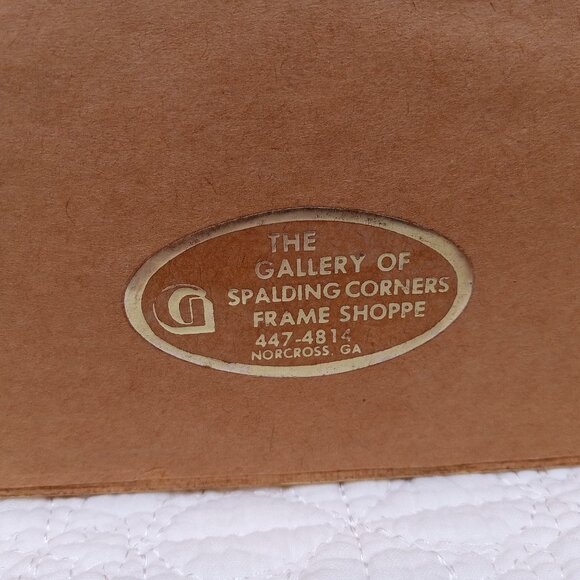 THE
GALLERY OF
SPALDING CORNERS
FRAME SHOPPE
447-4814
NORCROSS, GA